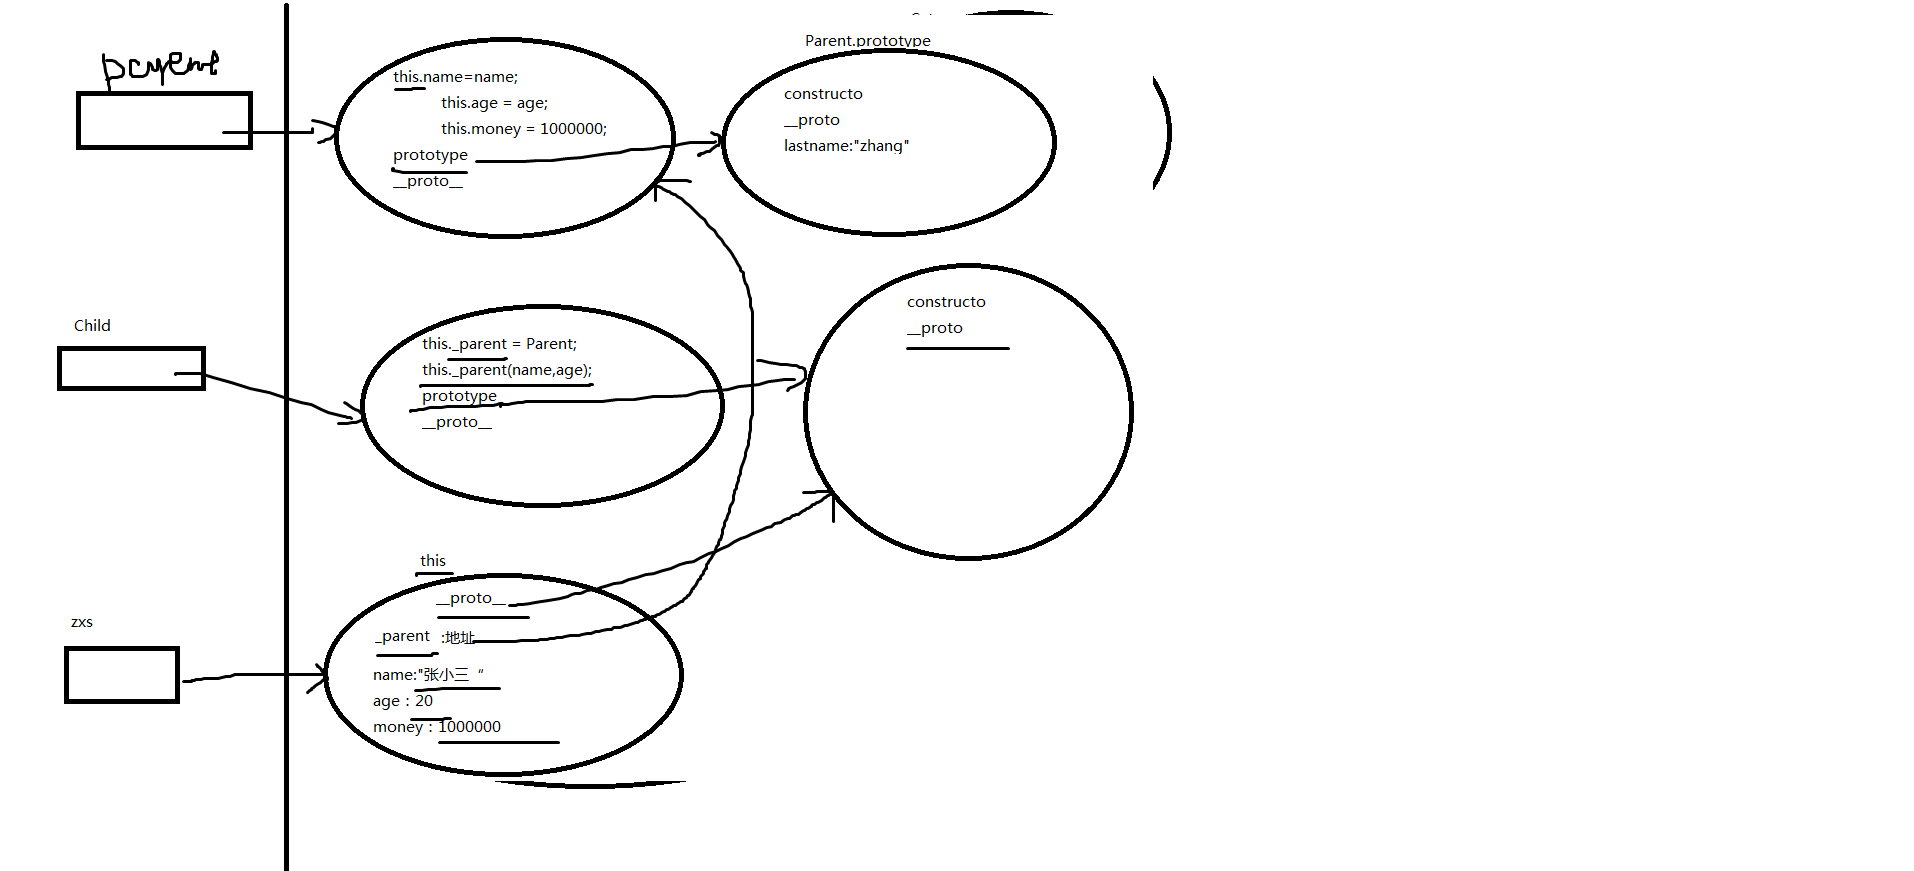 parent
this.name=name;
this.age = age;
this.money = 1000000;
prototype
__proto__
Parent.prototype
constructo
__proto
lastname:"zhang"
Child
this._parent = Parent;
this._parent(name,age);
prototype
__proto__
constructo
__proto
zxs
this
__proto__
_parent :地址
name:"张小三 “
age : 20
money : 1000000